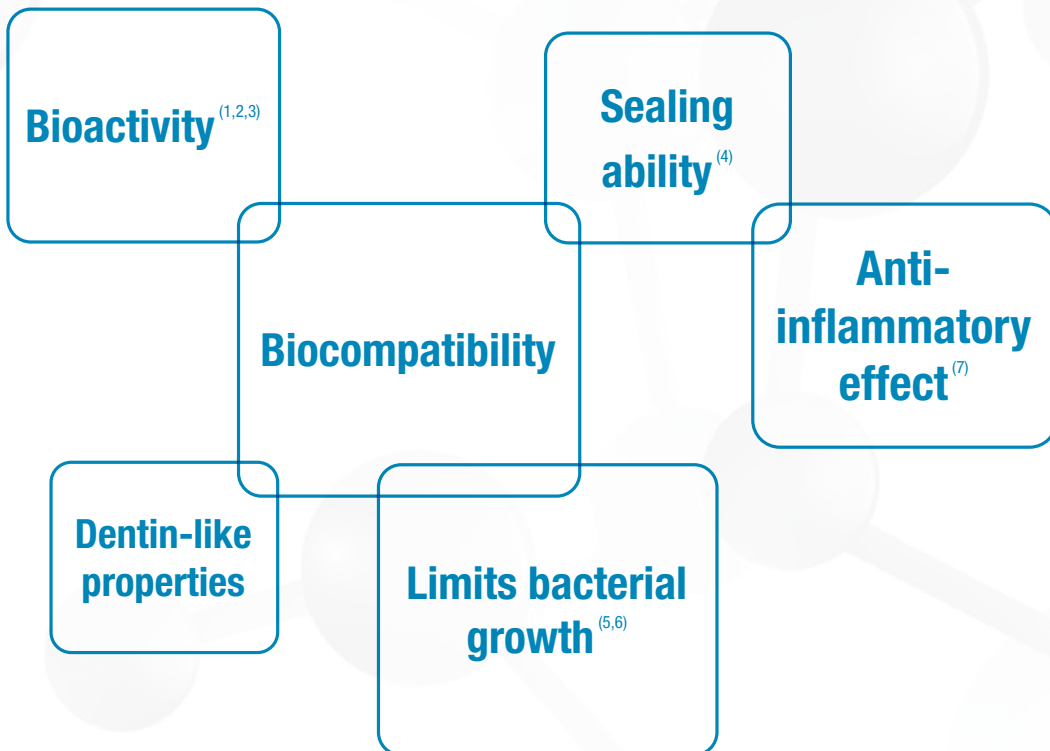 Bioactivity (1,2,3)
Sealing
ability (4)
Anti-
inflammatory
effect (7)
Biocompatibility
Dentin-like
properties
Limits bacterial
growth (5,6)